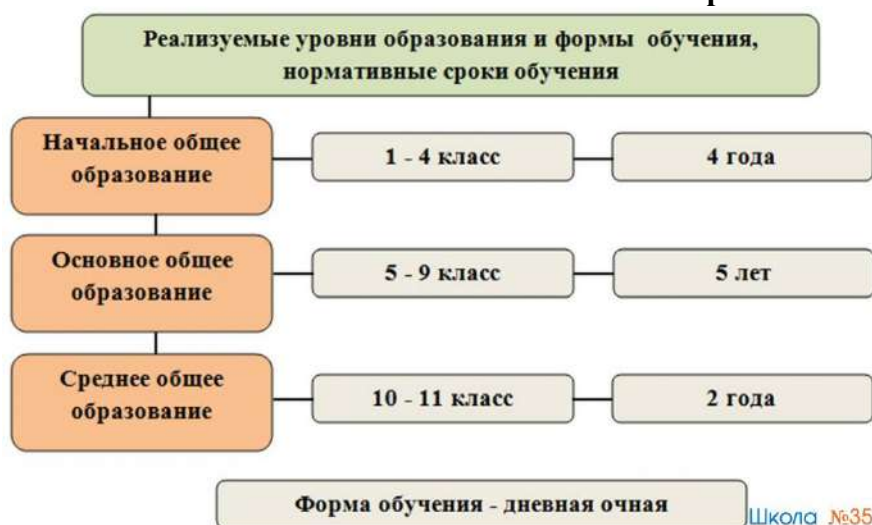 Реализуемые уровни образования и формы обучения,
нормативные сроки обучения
Начальное общее
образование
1 - 4 класс
4 года
Основное общее
образование
5 - 9 класс
5 лет
Среднее общее
образование
10 - 11 класс
2 года
Форма обучения - дневная очная
Школа №35